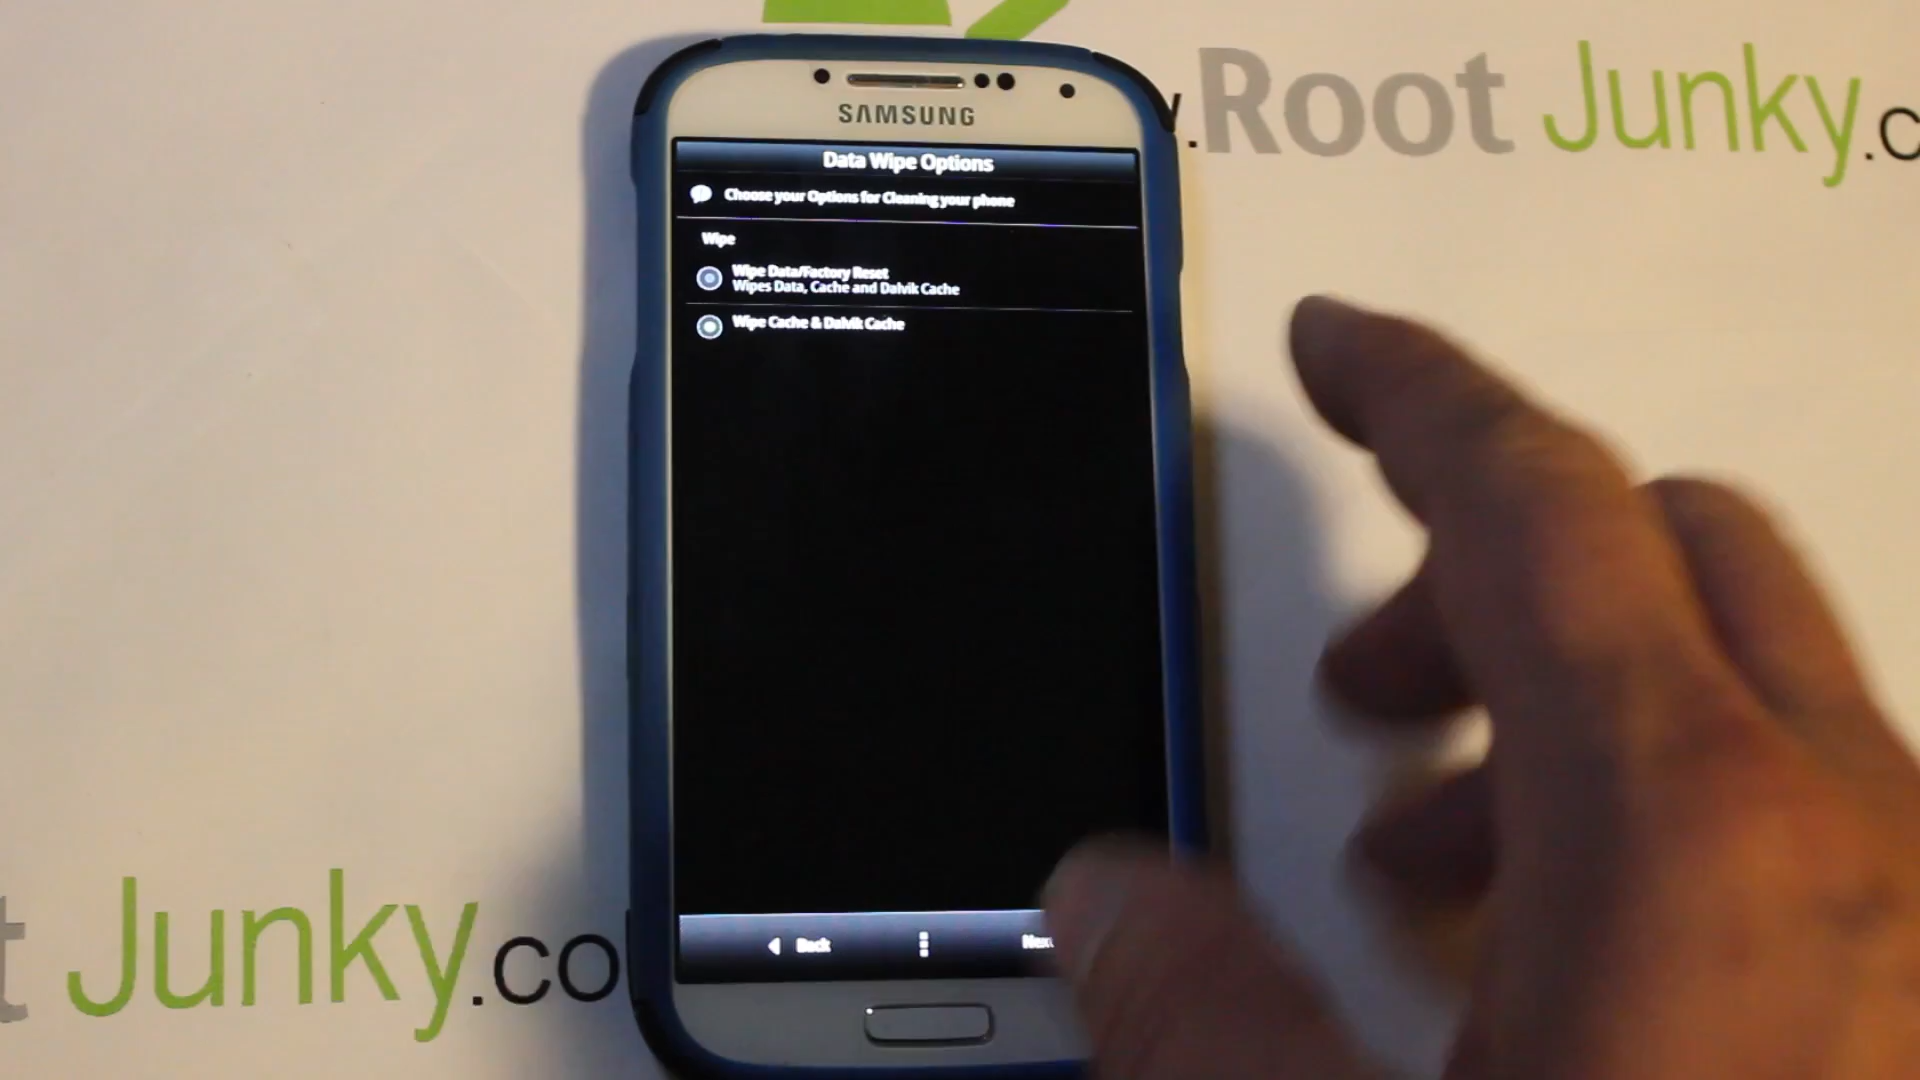 Root Junky.c
SAMSUNG
Data Wipe Options
Choose your Options for Cleaning your phone
Wipe
Wipe Data/Factory Reset
Wipes Data, Cache and Dalvik Cache
Wipe Cache & Dalvik Cache
Back
Next
t Junky.co